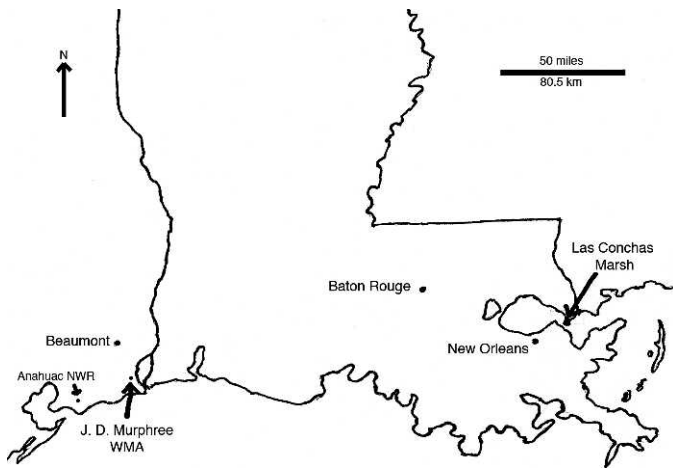 N
50 miles
80.5 km
Las Conchas
Marsh
Baton Rouge
Beaumont
New Orleans
Anahuac NWR
J. D. Murphree
WMA